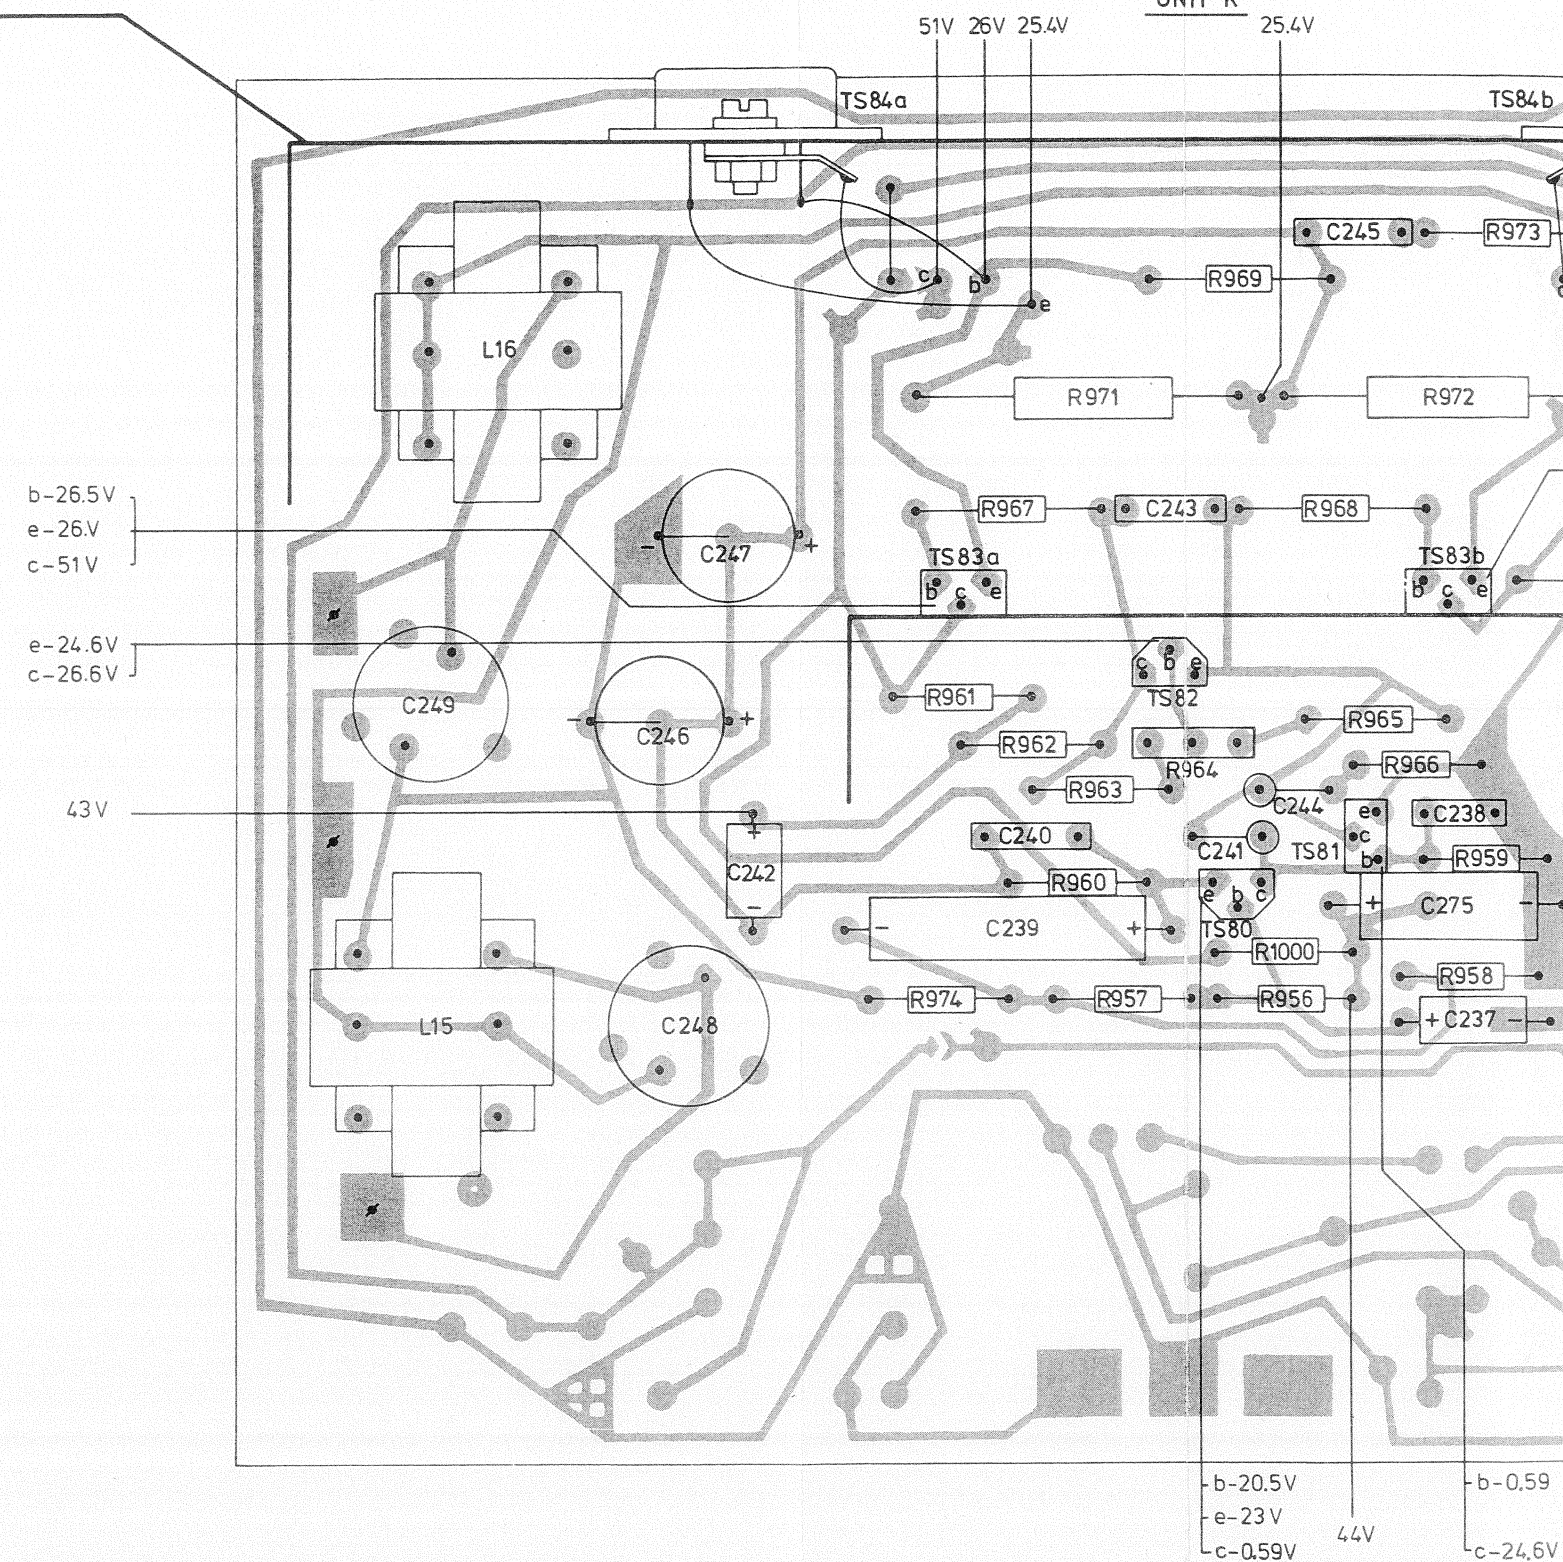 UNIT K
51V 26V 25.4V 25.4V
TS84a TS84b
C245 R973
c b R969
e
L16
R971 R972
b-26.5V
e-26.V
c-51V
R967 C243 R968
- C247 +
TS83a TS83b
b c e b c e
e-24.6V
c-26.6V
c b e
TS82
C249 R961 R965
- C246 + R962
R964 R966
R963 C244
43V
+ C240 e C238
C241 TS81 c
C242 R960 b R959
e b c
- - C239 + TS80 + C275 -
R1000
R958
R974 R957 R956
L15 C248 + C237 -
b-20.5V b-0.59
e-23V
44V
c-0.59V c-24.6V